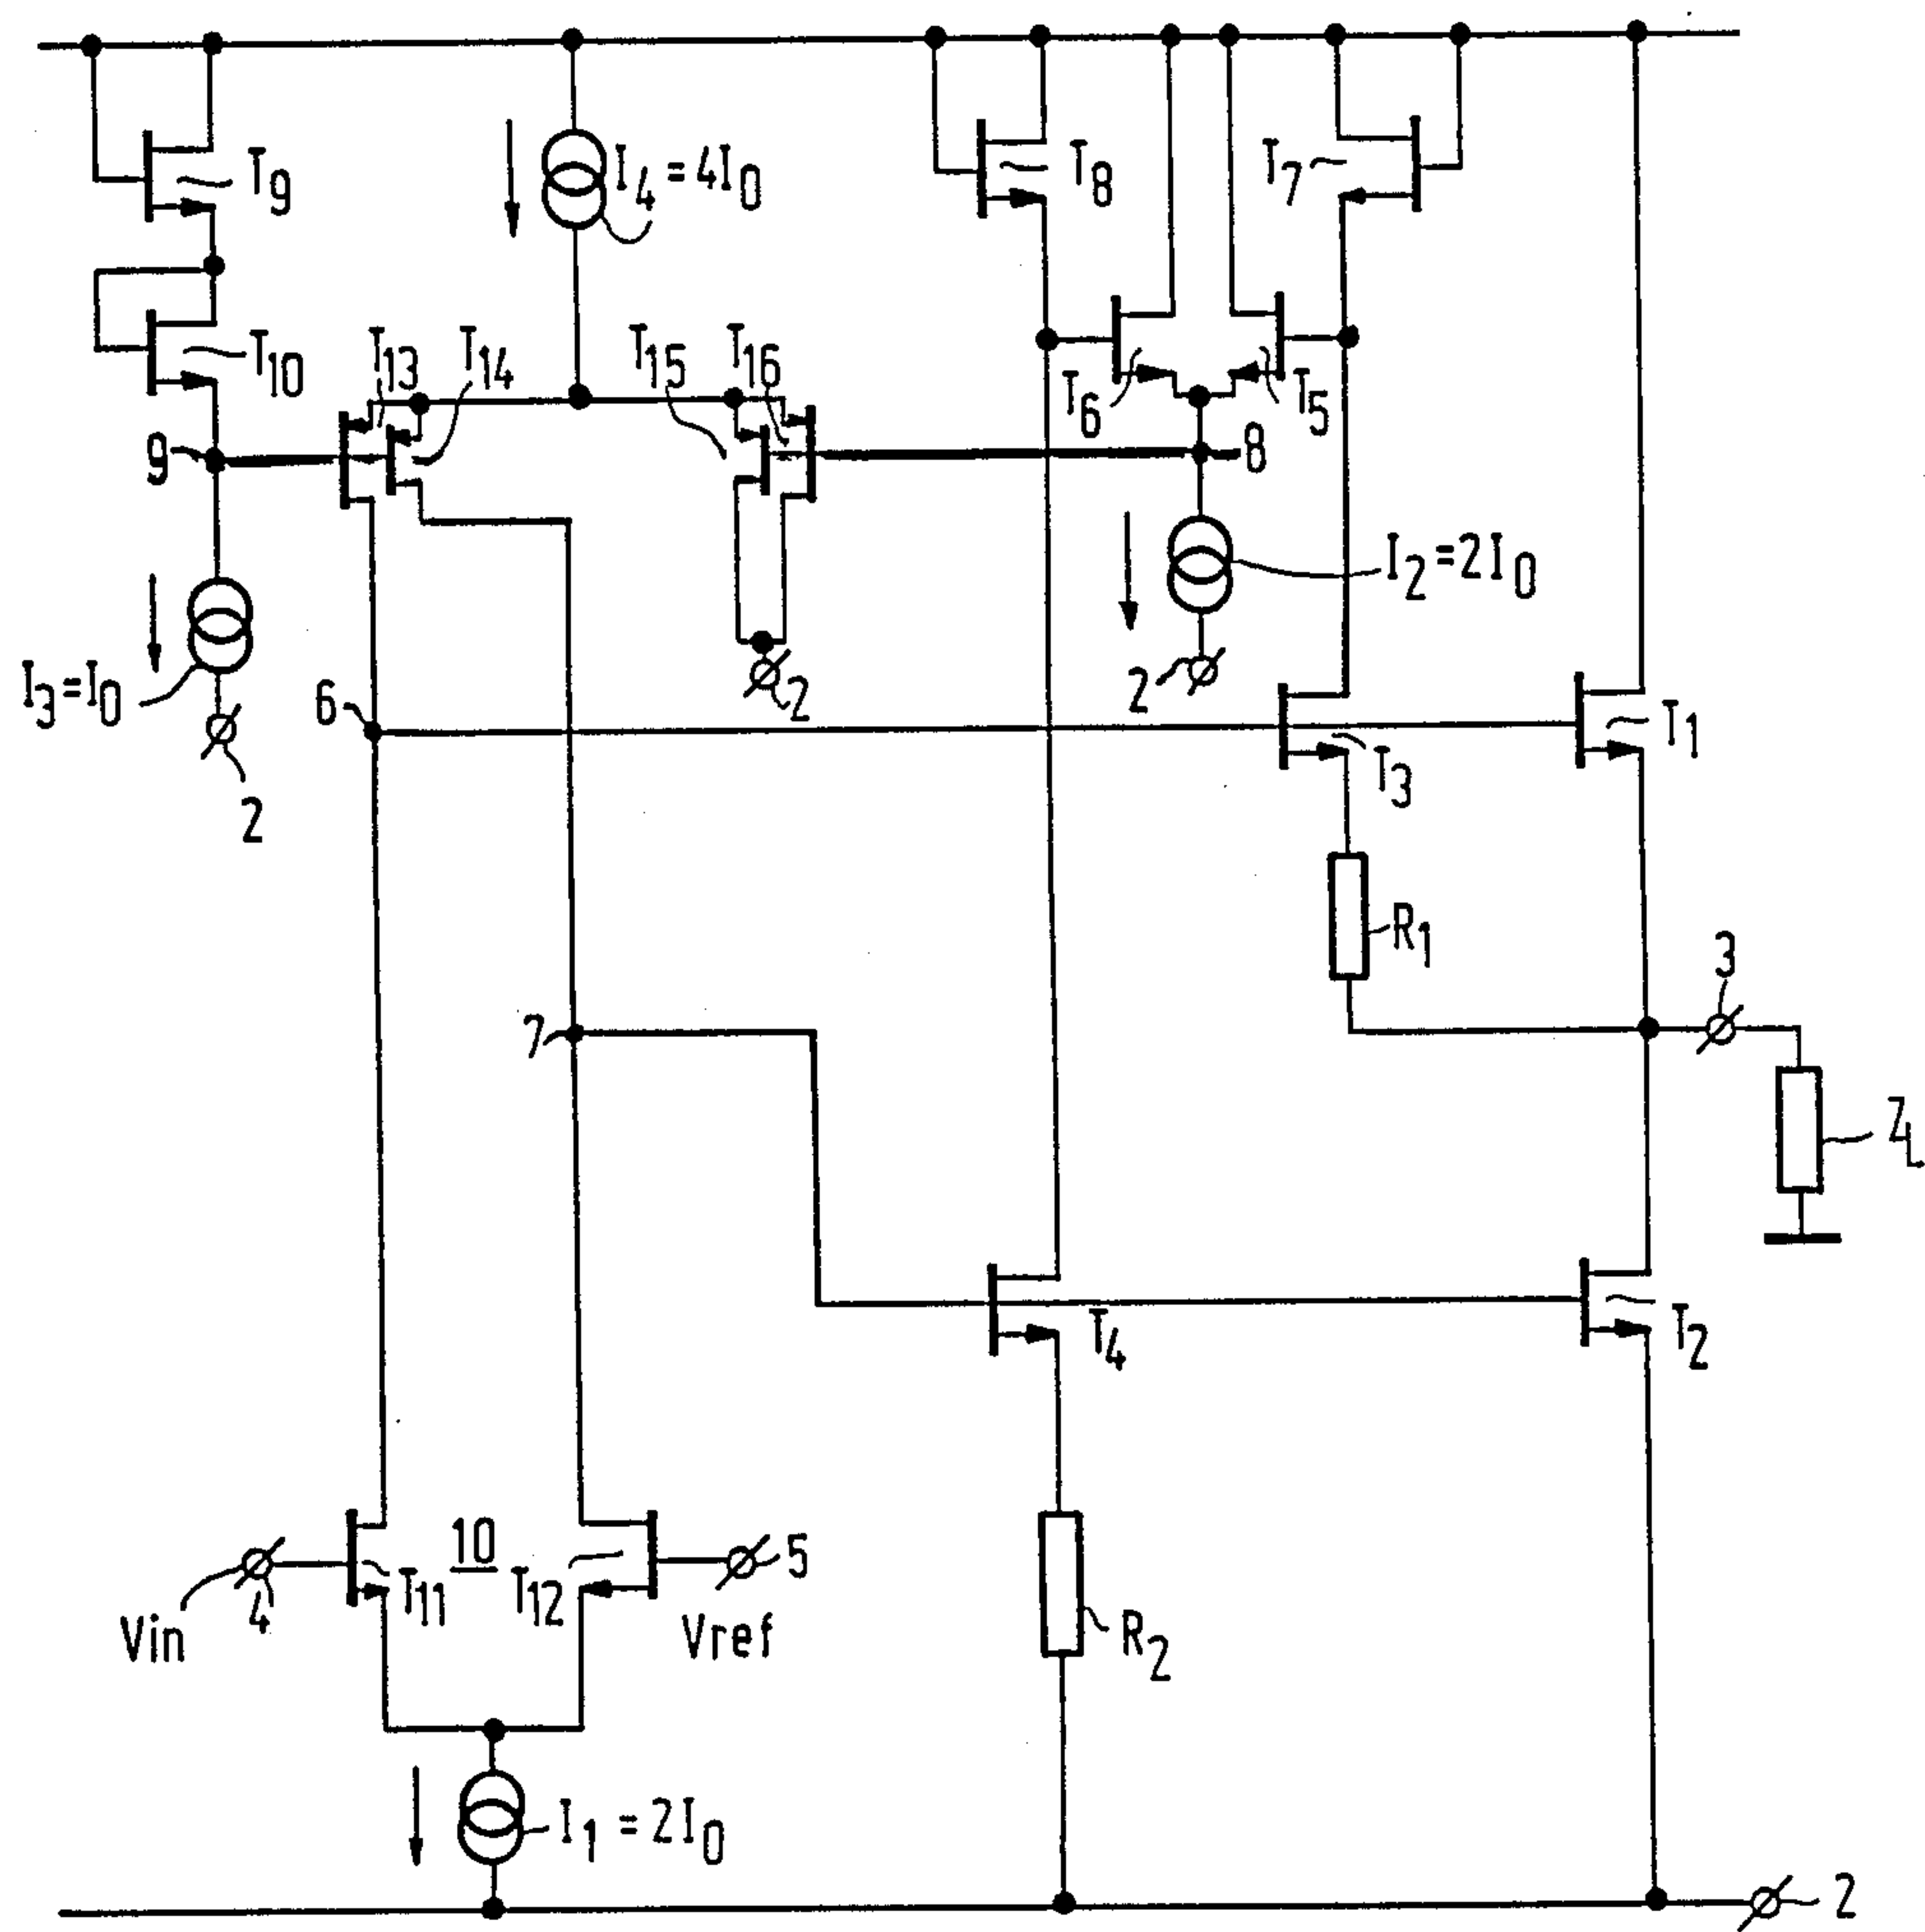 T9
I4 = 4I0
T8
T7
T10
T13
T14
T15
T16
T6
T5
9
8
I3=I0
2
2
I2=2I0
2
6
T3
T1
R1
3
7
ZL
T4
T2
10
5
T11
T12
4
Vin
Vref
R2
I1 = 2I0
2